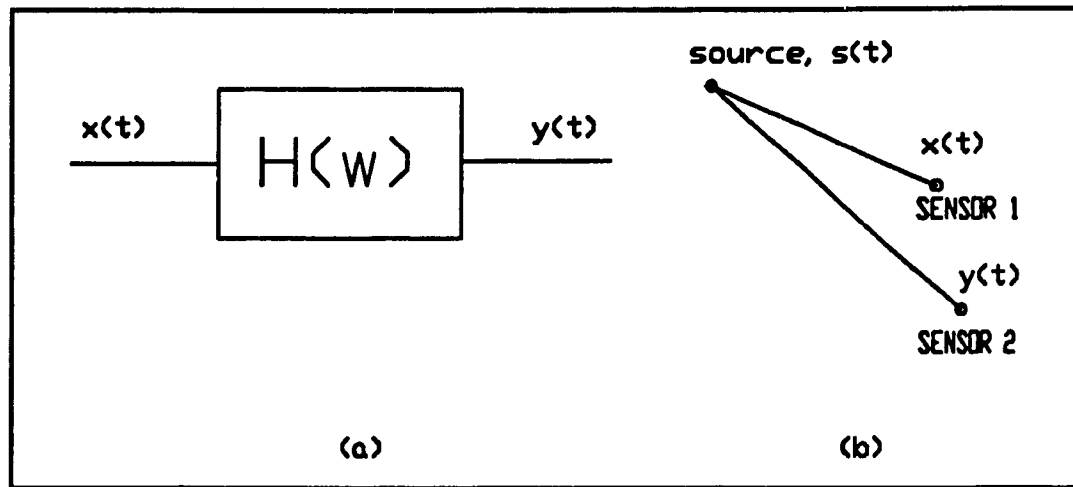 x(t)
H(w)
y(t)
(a)
source, s(t)
x(t)
SENSOR 1
y(t)
SENSOR 2
(b)